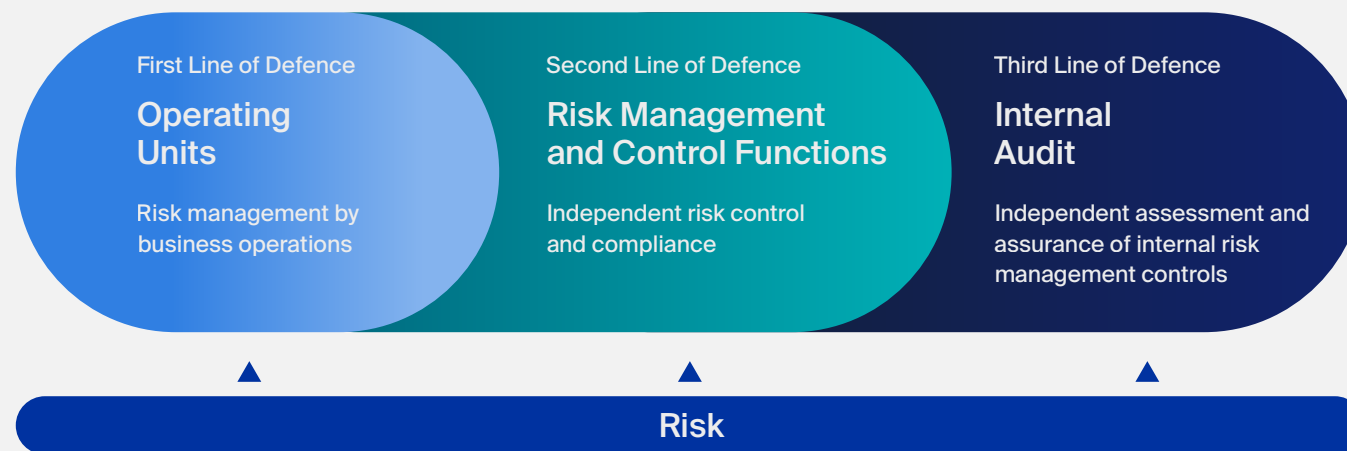 First Line of Defence
Operating
Units
Risk management by
business operations
Second Line of Defence
Risk Management
and Control Functions
Independent risk control
and compliance
Third Line of Defence
Internal
Audit
Independent assessment and
assurance of internal risk
management controls
Risk